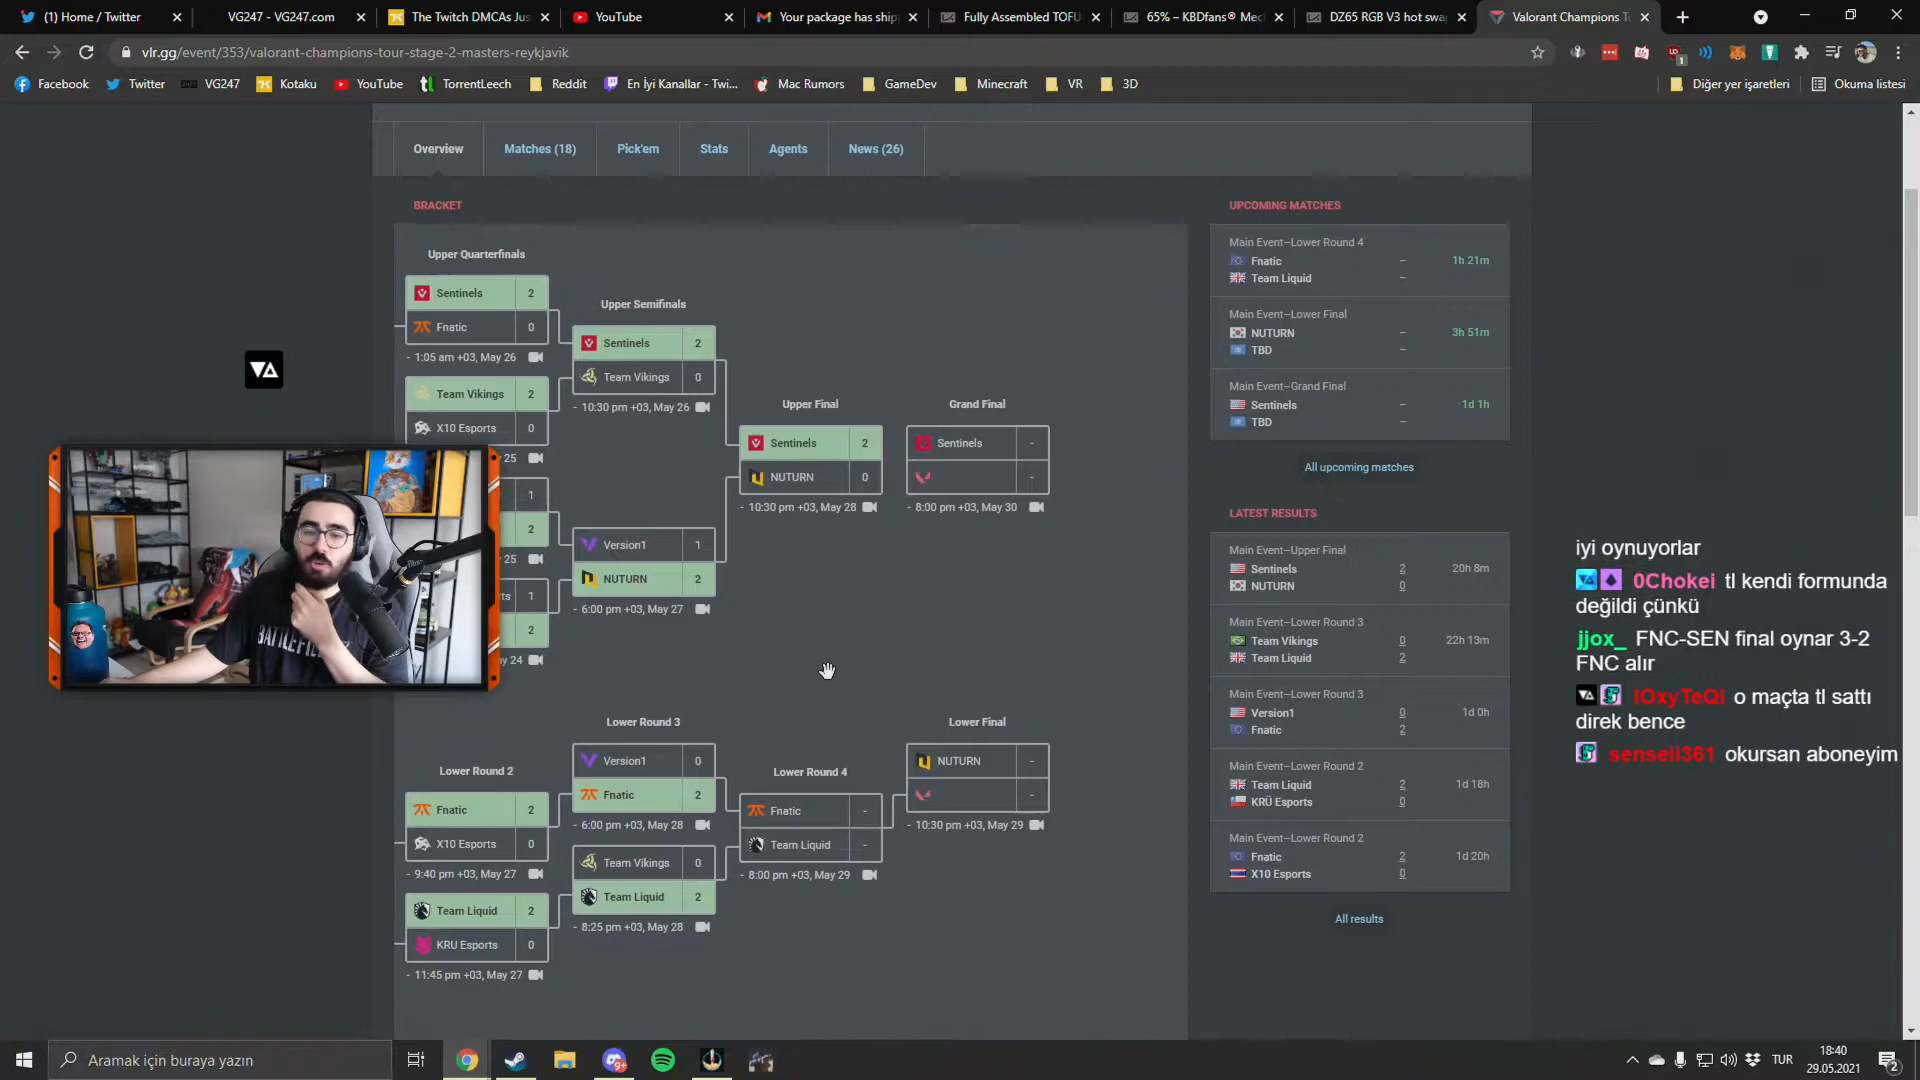 (1) Home / Twitter
VG247 - VG247.com
The Twitch DMCAs Jus
YouTube
Your package has ship
Fully Assembled TOFU
65% – KBDfans® Mec
DZ65 RGB V3 hot swa
Valorant Champions T
vlr.gg/event/353/valorant-champions-tour-stage-2-masters-reykjavik
Facebook
Twitter
VG247
Kotaku
YouTube
TorrentLeech
Reddit
En İyi Kanallar - Twi...
Mac Rumors
GameDev
Minecraft
VR
3D
Diğer yer işaretleri
Okuma listesi
Overview
Matches (18)
Pick'em
Stats
Agents
News (26)
BRACKET
Upper Quarterfinals
Sentinels 2
Fnatic 0
- 1:05 am +03, May 26
Team Vikings 2
X10 Esports 0
25
1
2
25
ts 1
2
y 24
Upper Semifinals
Sentinels 2
Team Vikings 0
- 10:30 pm +03, May 26
Version1 1
NUTURN 2
- 6:00 pm +03, May 27
Upper Final
Sentinels 2
NUTURN 0
- 10:30 pm +03, May 28
Grand Final
Sentinels -
-
- 8:00 pm +03, May 30
Lower Round 2
Fnatic 2
X10 Esports 0
- 9:40 pm +03, May 27
Team Liquid 2
KRÜ Esports 0
- 11:45 pm +03, May 27
Lower Round 3
Version1 0
Fnatic 2
- 6:00 pm +03, May 28
Team Vikings 0
Team Liquid 2
- 8:25 pm +03, May 28
Lower Round 4
Fnatic -
Team Liquid -
- 8:00 pm +03, May 29
Lower Final
NUTURN -
-
- 10:30 pm +03, May 29
UPCOMING MATCHES
Main Event–Lower Round 4
Fnatic – 1h 21m
Team Liquid –
Main Event–Lower Final
NUTURN – 3h 51m
TBD –
Main Event–Grand Final
Sentinels – 1d 1h
TBD –
All upcoming matches
LATEST RESULTS
Main Event–Upper Final
Sentinels 2 20h 8m
NUTURN 0
Main Event–Lower Round 3
Team Vikings 0 22h 13m
Team Liquid 2
Main Event–Lower Round 3
Version1 0 1d 0h
Fnatic 2
Main Event–Lower Round 2
Team Liquid 2 1d 18h
KRÜ Esports 0
Main Event–Lower Round 2
Fnatic 2 1d 20h
X10 Esports 0
All results
BATTLEFIEL
iyi oynuyorlar
0Chokei tl kendi formunda
değildi çünkü
jjox_ FNC-SEN final oynar 3-2
FNC alır
IOxyTeQI o maçta tl sattı
direk bence
senseii361 okursan aboneyim
Aramak için buraya yazın
9+
TUR
18:40
29.05.2021
2